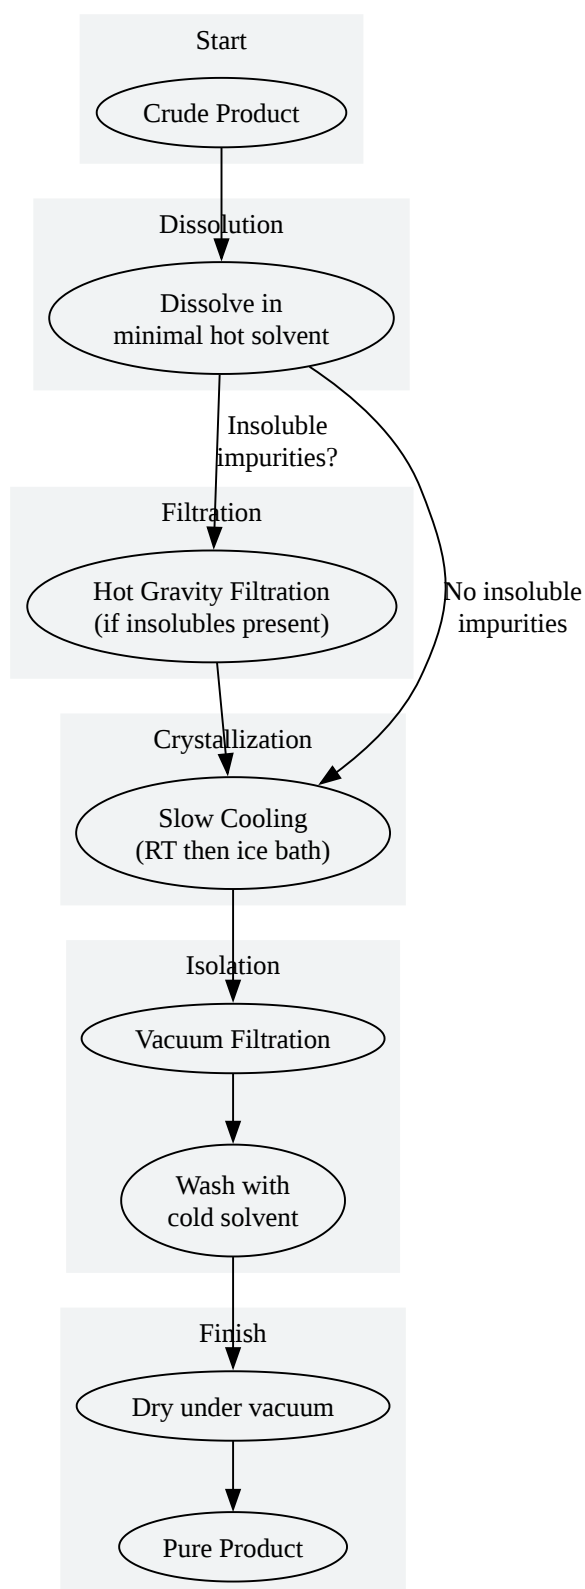 Start
Crude Product
Dissolution
Dissolve in
minimal hot solvent
Insoluble
impurities?
Filtration
Hot Gravity Filtration
(if insolubles present)
No insoluble
impurities
Crystallization
Slow Cooling
(RT then ice bath)
Isolation
Vacuum Filtration
Wash with
cold solvent
Finish
Dry under vacuum
Pure Product